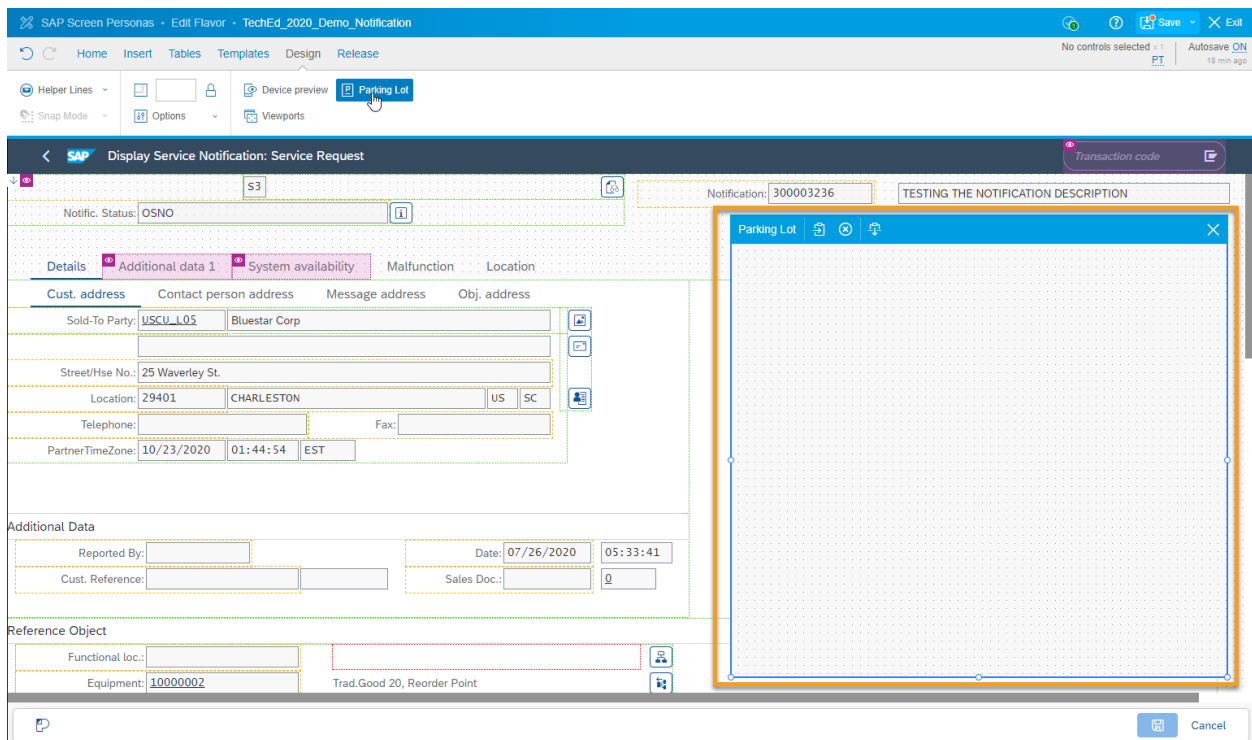 SAP Screen Personas - Edit Flavor - TechEd_2020_Demo_Notification
Save
Exit
Home Insert Tables Templates Design Release
No controls selected ≡ 1
PT
Autosave ON
18 min ago
Helper Lines
Device preview
P Parking Lot
Snap Mode
Options
Viewports
SAP Display Service Notification: Service Request
Transaction code
S3
Notification: 300003236 TESTING THE NOTIFICATION DESCRIPTION
Notific. Status: OSNO
Parking Lot
Details Additional data 1 System availability Malfunction Location
Cust. address Contact person address Message address Obj. address
Sold-To Party: USCU_L05 Bluestar Corp
Street/Hse No.: 25 Waverley St.
Location: 29401 CHARLESTON US SC
Telephone: Fax:
PartnerTimeZone: 10/23/2020 01:44:54 EST
Additional Data
Reported By: Date: 07/26/2020 05:33:41
Cust. Reference: Sales Doc.: 0
Reference Object
Functional loc.:
Equipment: 10000002 Trad.Good 20, Reorder Point
Cancel